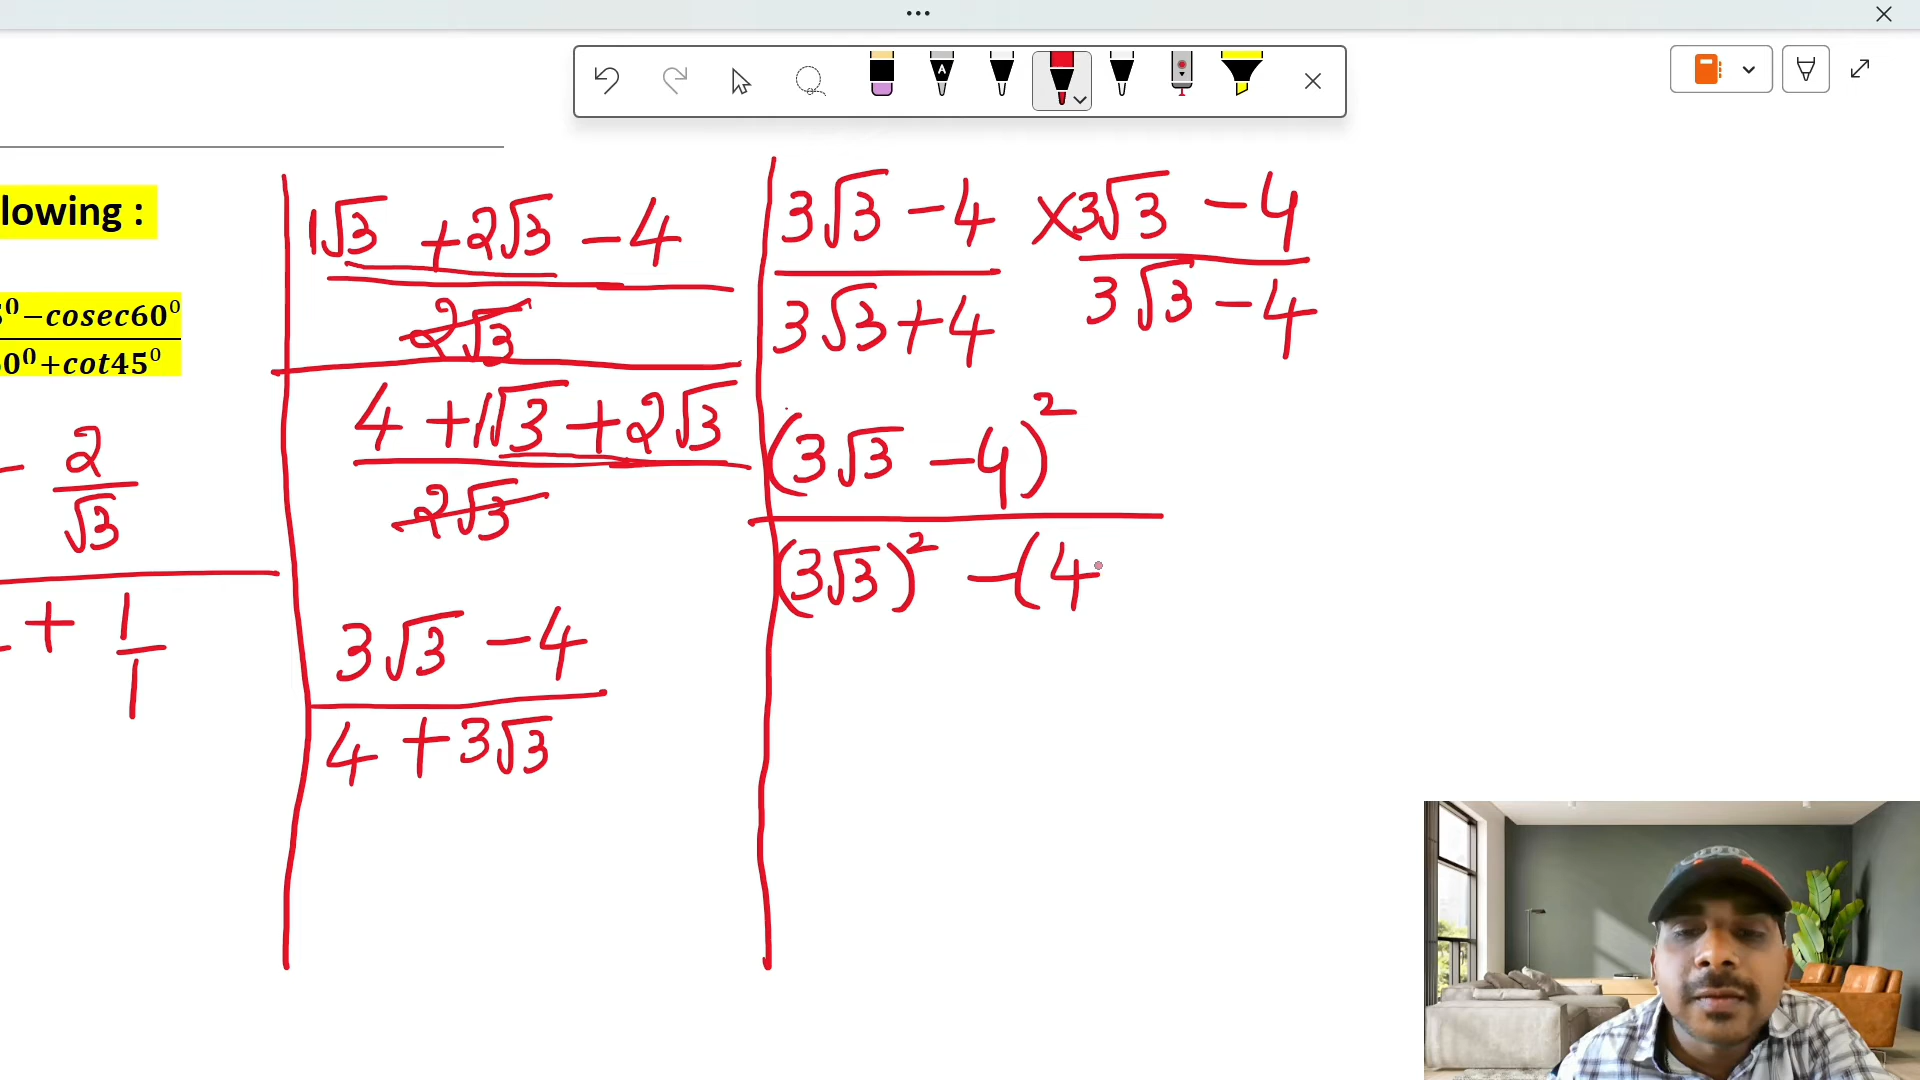 lowing :
5⁰−cosec60⁰
0⁰+cot45⁰
− 2
√3
+ 1
1
1√3 + 2√3 − 4
2√3
4 + 1√3 + 2√3
2√3
3√3 − 4
4 + 3√3
3√3 − 4 × 3√3 − 4
3√3 + 4 3√3 − 4
(3√3 − 4)²
(3√3)² − (4